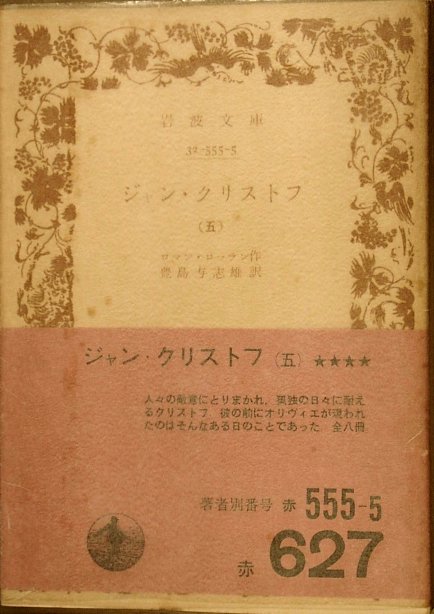 岩波文庫
32-555-5
ジャン・クリストフ
(五)
ロマン・ローラン作
豊島与志雄訳
ジャン・クリストフ (五) ★★★★
人々の敵意にとりまかれ、孤独の日々に耐え
るクリストフ。彼の前にオリヴィエが現われ
たのはそんなある日のことであった。全八冊
著者別番号 赤 555-5
赤 627